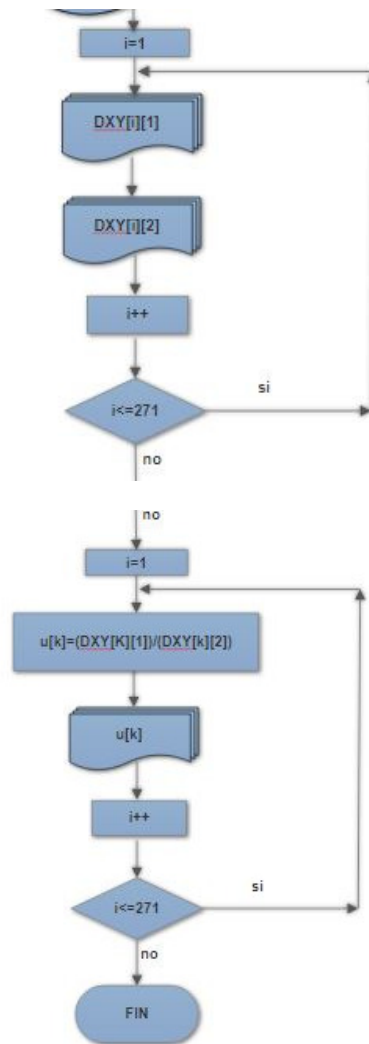 i=1
DXY[i][1]
DXY[i][2]
i++
i<=271
si
no
no
i=1
u[k]=(DXY[K][1])/(DXY[k][2])
u[k]
i++
i<=271
si
no
FIN